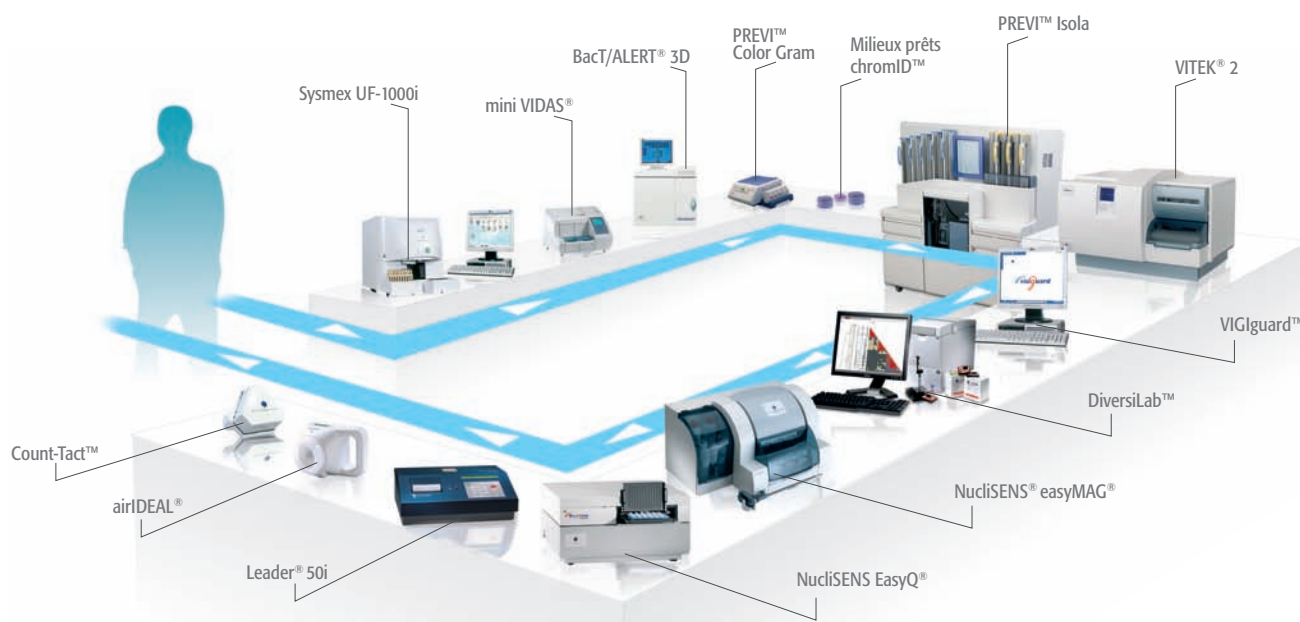 PREVI™ Isola
PREVI™
Color Gram
Milieux prêts
chromID™
BacT/ALERT® 3D
VITEK® 2
Sysmex UF-1000i
mini VIDAS®
vigiguard
VIGIguard™
DiversiLab™
Count-Tact™
NucliSENS® easyMAG®
airIDEAL®
Leader® 50i
NucliSENS EasyQ®